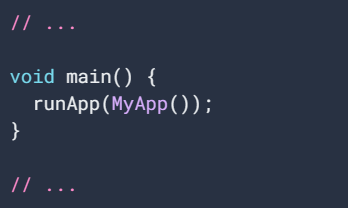 // ...
void main() {
  runApp(MyApp());
}
// ...